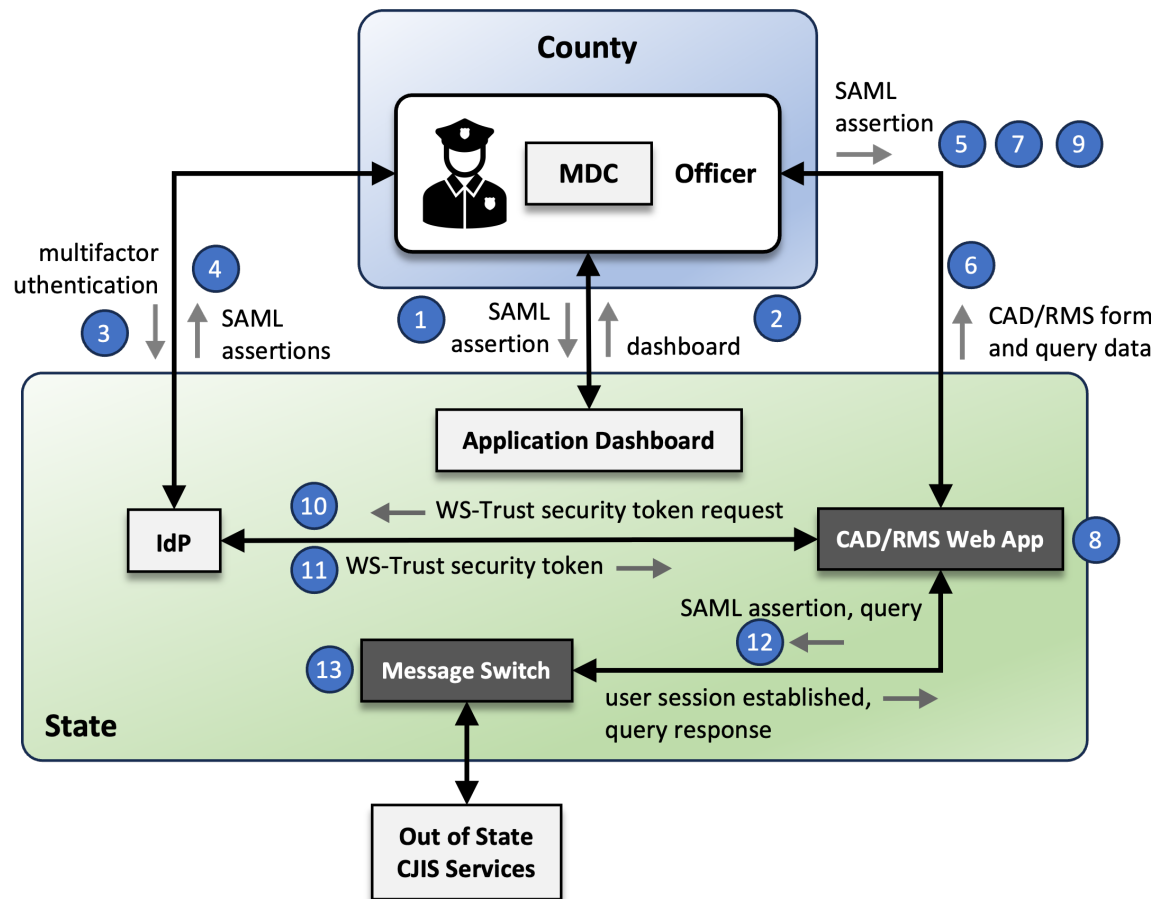 County
MDC
Officer
SAML
assertion
5
7
9
multifactor
uthentication
3
4
SAML
assertions
1
SAML
assertion
2
dashboard
6
CAD/RMS form
and query data
Application Dashboard
10
WS-Trust security token request
IdP
CAD/RMS Web App
8
11
WS-Trust security token
SAML assertion, query
12
13
Message Switch
user session established,
query response
State
Out of State
CJIS Services